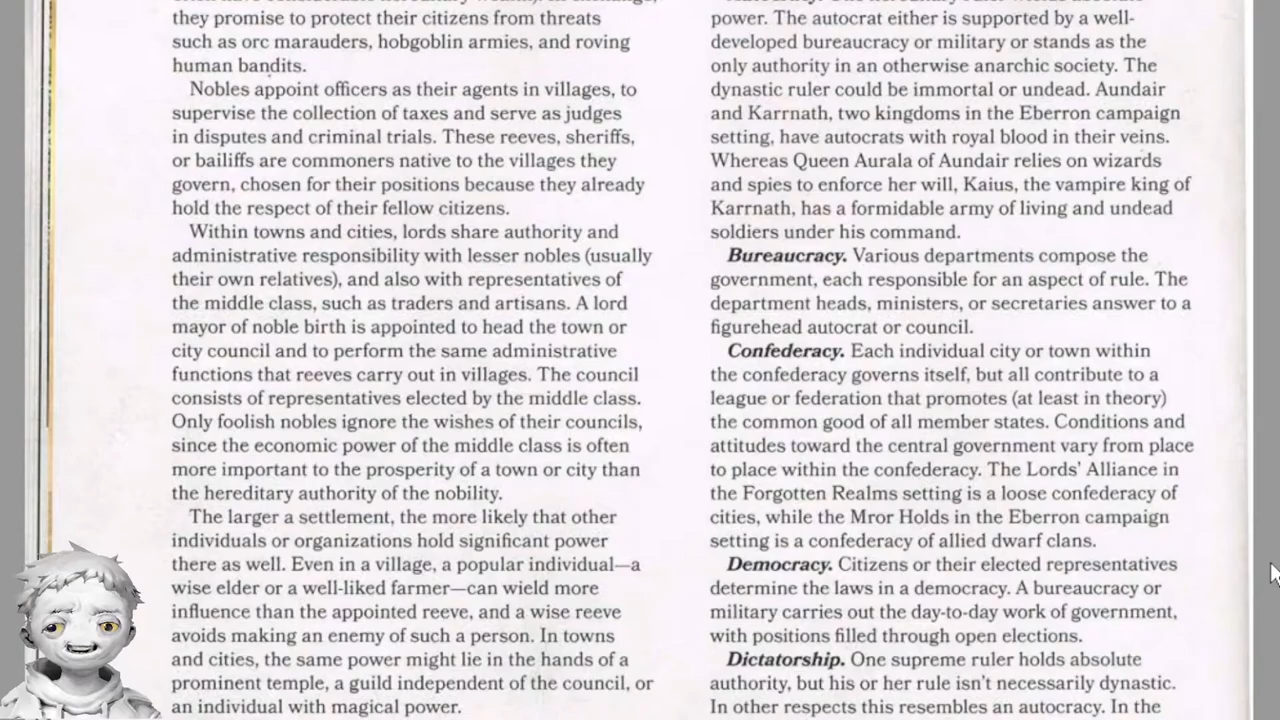 they promise to protect their citizens from threats
such as orc marauders, hobgoblin armies, and roving
human bandits.
Nobles appoint officers as their agents in villages, to
supervise the collection of taxes and serve as judges
in disputes and criminal trials. These reeves, sheriffs,
or bailiffs are commoners native to the villages they
govern, chosen for their positions because they already
hold the respect of their fellow citizens.
Within towns and cities, lords share authority and
administrative responsibility with lesser nobles (usually
their own relatives), and also with representatives of
the middle class, such as traders and artisans. A lord
mayor of noble birth is appointed to head the town or
city council and to perform the same administrative
functions that reeves carry out in villages. The council
consists of representatives elected by the middle class.
Only foolish nobles ignore the wishes of their councils,
since the economic power of the middle class is often
more important to the prosperity of a town or city than
the hereditary authority of the nobility.
The larger a settlement, the more likely that other
individuals or organizations hold significant power
there as well. Even in a village, a popular individual—a
wise elder or a well-liked farmer—can wield more
influence than the appointed reeve, and a wise reeve
avoids making an enemy of such a person. In towns
and cities, the same power might lie in the hands of a
prominent temple, a guild independent of the council, or
an individual with magical power.
power. The autocrat either is supported by a well-
developed bureaucracy or military or stands as the
only authority in an otherwise anarchic society. The
dynastic ruler could be immortal or undead. Aundair
and Karrnath, two kingdoms in the Eberron campaign
setting, have autocrats with royal blood in their veins.
Whereas Queen Aurala of Aundair relies on wizards
and spies to enforce her will, Kaius, the vampire king of
Karrnath, has a formidable army of living and undead
soldiers under his command.
Bureaucracy. Various departments compose the
government, each responsible for an aspect of rule. The
department heads, ministers, or secretaries answer to a
figurehead autocrat or council.
Confederacy. Each individual city or town within
the confederacy governs itself, but all contribute to a
league or federation that promotes (at least in theory)
the common good of all member states. Conditions and
attitudes toward the central government vary from place
to place within the confederacy. The Lords' Alliance in
the Forgotten Realms setting is a loose confederacy of
cities, while the Mror Holds in the Eberron campaign
setting is a confederacy of allied dwarf clans.
Democracy. Citizens or their elected representatives
determine the laws in a democracy. A bureaucracy or
military carries out the day-to-day work of government,
with positions filled through open elections.
Dictatorship. One supreme ruler holds absolute
authority, but his or her rule isn't necessarily dynastic.
In other respects this resembles an autocracy. In the